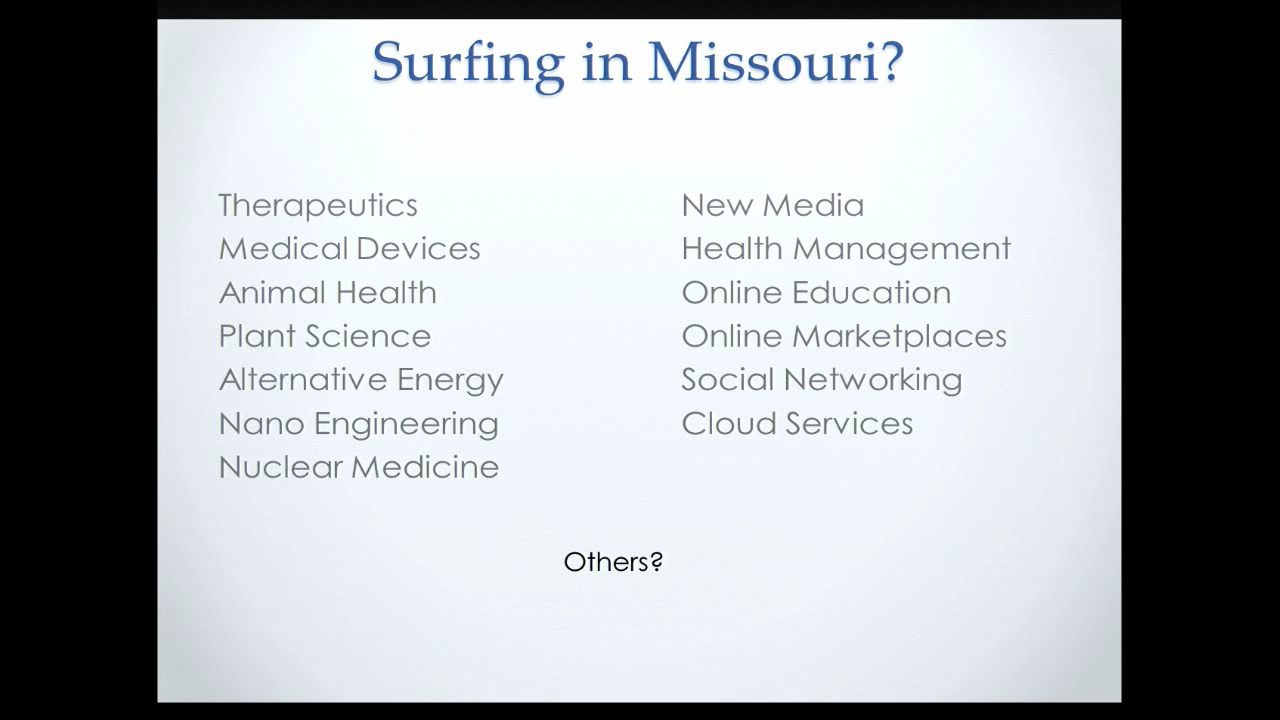 Surfing in Missouri?
Therapeutics
Medical Devices
Animal Health
Plant Science
Alternative Energy
Nano Engineering
Nuclear Medicine
New Media
Health Management
Online Education
Online Marketplaces
Social Networking
Cloud Services
Others?